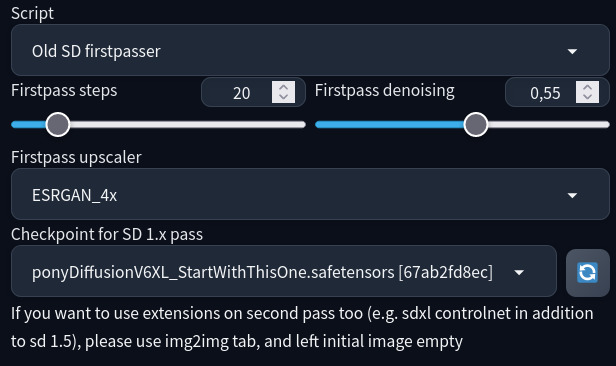 Script
Old SD firstpasser
Firstpass steps
20
Firstpass denoising
0,55
Firstpass upscaler
ESRGAN_4x
Checkpoint for SD 1.x pass
ponyDiffusionV6XL_StartWithThisOne.safetensors [67ab2fd8ec]
If you want to use extensions on second pass too (e.g. sdxl controlnet in addition
to sd 1.5), please use img2img tab, and left initial image empty